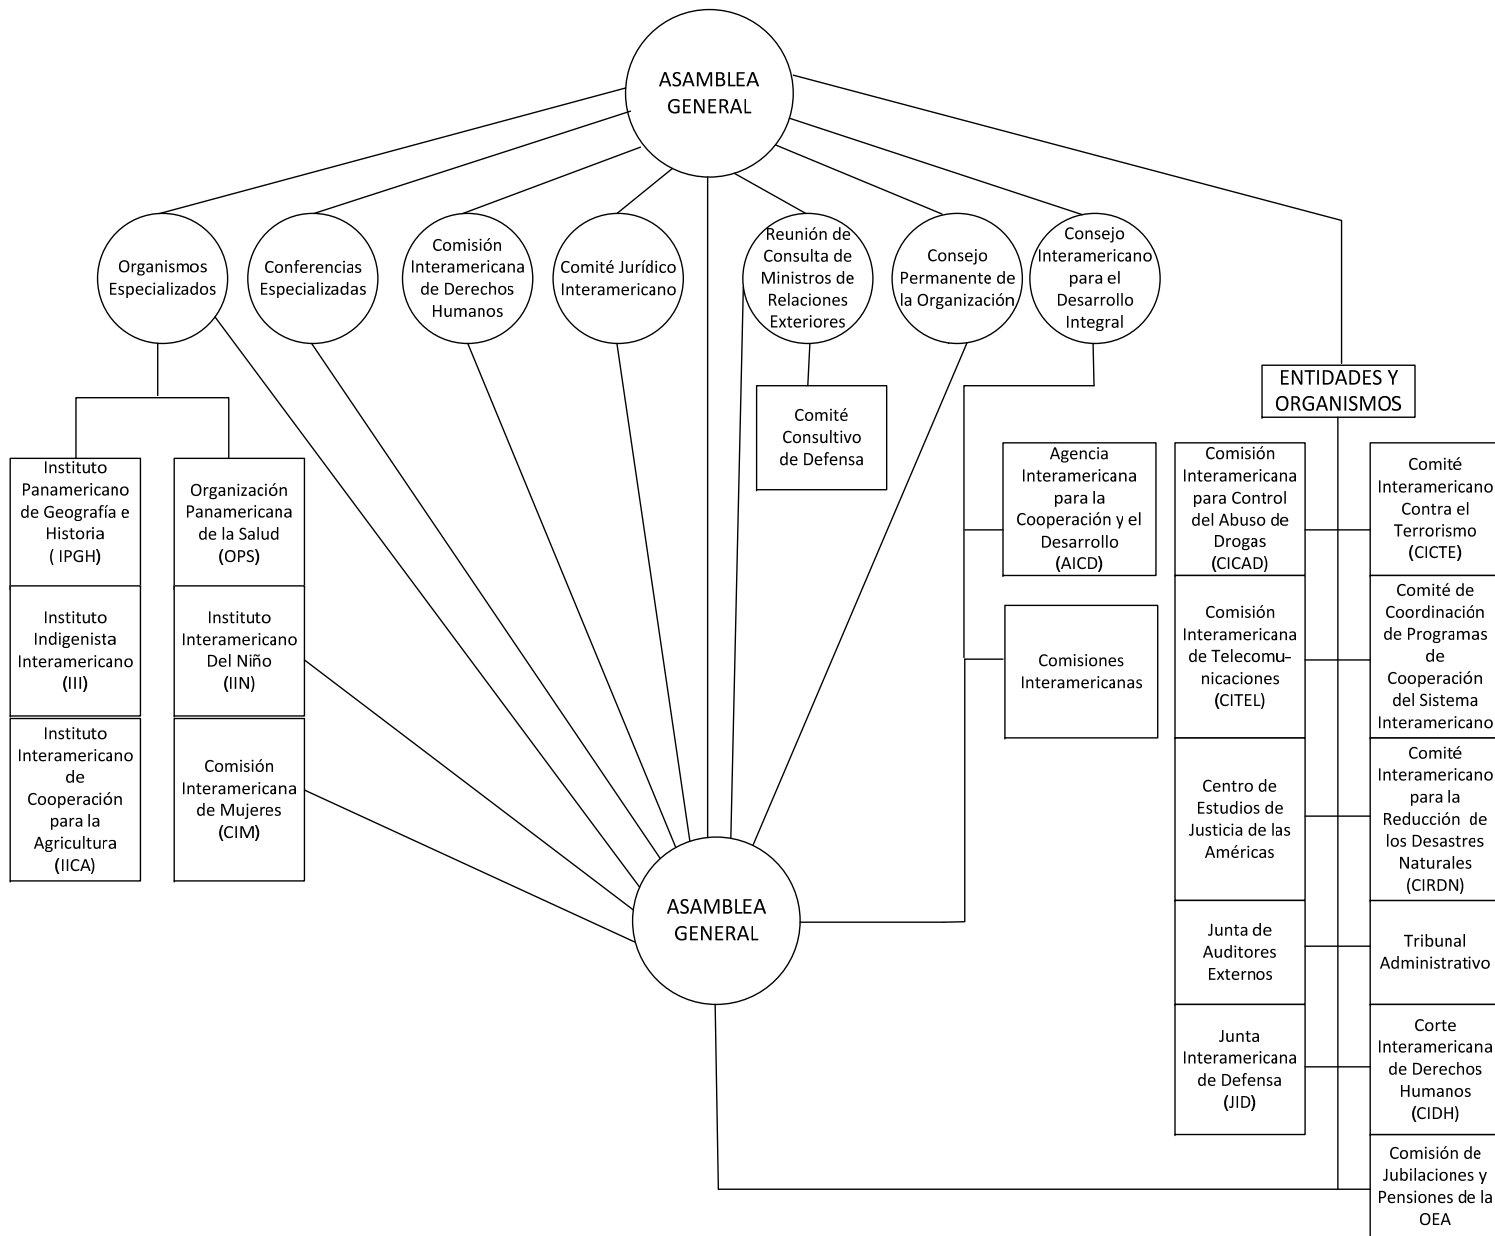 ASAMBLEA
GENERAL
Organismos
Especializados
Conferencias
Especializadas
Comisión
Interamericana
de Derechos
Humanos
Comité Jurídico
Interamericano
Reunión de
Consulta de
Ministros de
Relaciones
Exteriores
Consejo
Permanente de
la Organización
Consejo
Interamericano
para el
Desarrollo
Integral
ENTIDADES Y
ORGANISMOS
Comité
Consultivo
de Defensa
Instituto
Panamericano
de Geografía e
Historia
( IPGH)
Organización
Panamericana
de la Salud
(OPS)
Instituto
Indigenista
Interamericano
(III)
Instituto
Interamericano
Del Niño
(IIN)
Instituto
Interamericano
de
Cooperación
para la
Agricultura
(IICA)
Comisión
Interamericana
de Mujeres
(CIM)
Agencia
Interamericana
para la
Cooperación y el
Desarrollo
(AICD)
Comisiones
Interamericanas
Comisión
Interamericana
para Control
del Abuso de
Drogas
(CICAD)
Comité
Interamericano
Contra el
Terrorismo
(CICTE)
Comisión
Interamericana
de Telecomu-
nicaciones
(CITEL)
Comité de
Coordinación
de Programas
de
Cooperación
del Sistema
Interamericano
Centro de
Estudios de
Justicia de las
Américas
Comité
Interamericano
para la
Reducción de
los Desastres
Naturales
(CIRDN)
Junta de
Auditores
Externos
Tribunal
Administrativo
Junta
Interamericana
de Defensa
(JID)
Corte
Interamericana
de Derechos
Humanos
(CIDH)
Comisión de
Jubilaciones y
Pensiones de la
OEA
ASAMBLEA
GENERAL